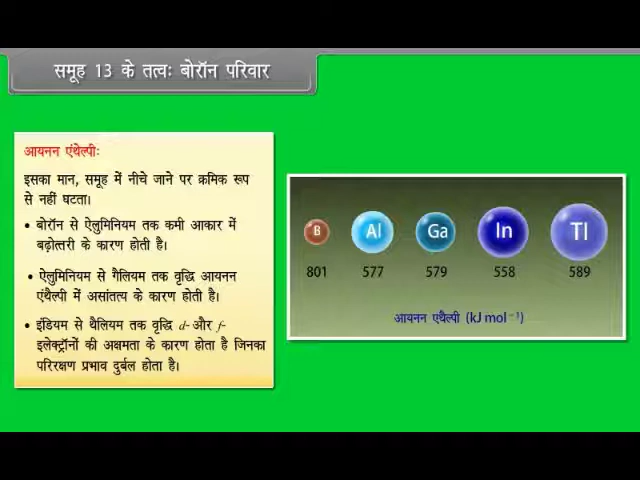 समूह 13 के तत्वः बोरॉन परिवार
आयनन एंथेल्पीः
इसका मान, समूह में नीचे जाने पर क्रमिक रूप
से नहीं घटता।
• बोरॉन से ऐलुमिनियम तक कमी आकार में
बढ़ोत्तरी के कारण होती है।
• ऐलुमिनियम से गैलियम तक वृद्धि आयनन
एंथैल्पी में असांतत्य के कारण होती है।
• इंडियम से थैलियम तक वृद्धि d- और f-
इलेक्ट्रॉनों की अक्षमता के कारण होता है जिनका
परिरक्षण प्रभाव दुर्बल होता है।
B Al Ga In Tl
801 577 579 558 589
आयनन एंथैल्पी (kJ mol⁻¹)